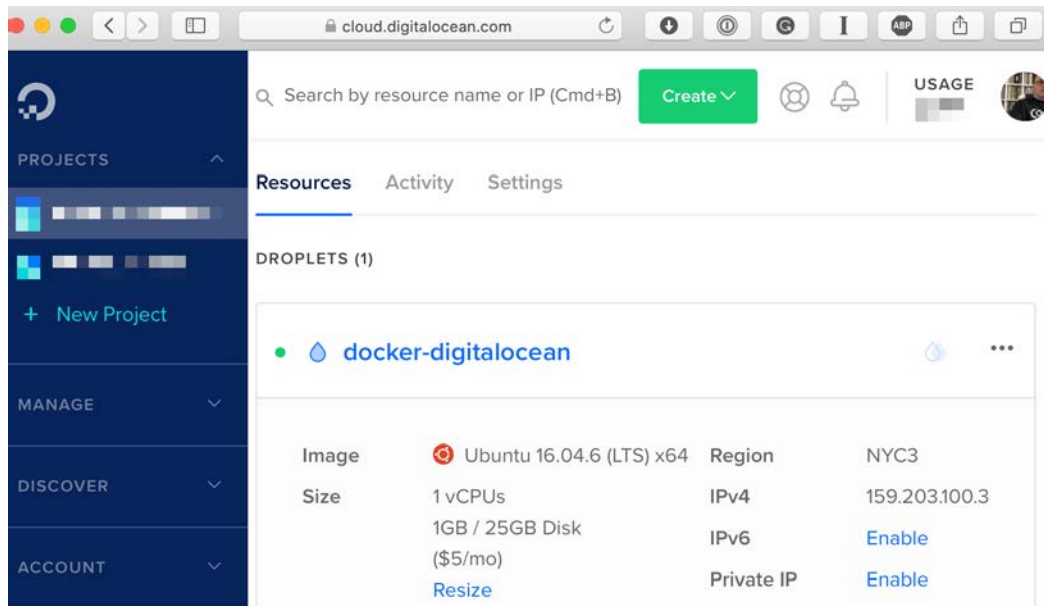 cloud.digitalocean.com
ABP
Search by resource name or IP (Cmd+B)
Create
USAGE
PROJECTS
Resources Activity Settings
DROPLETS (1)
+ New Project
docker-digitalocean
MANAGE
Image Ubuntu 16.04.6 (LTS) x64 Region NYC3
DISCOVER
Size 1 vCPUs IPv4 159.203.100.3
1GB / 25GB Disk IPv6 Enable
($5/mo)
ACCOUNT
Private IP Enable
Resize